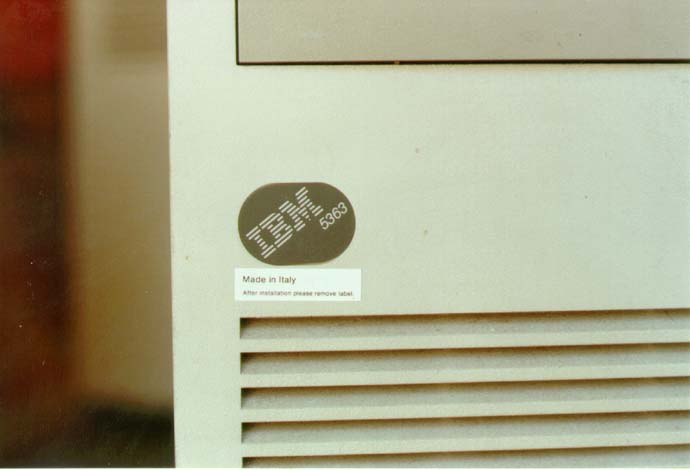 IBM
5363
Made in Italy
After installation please remove label.